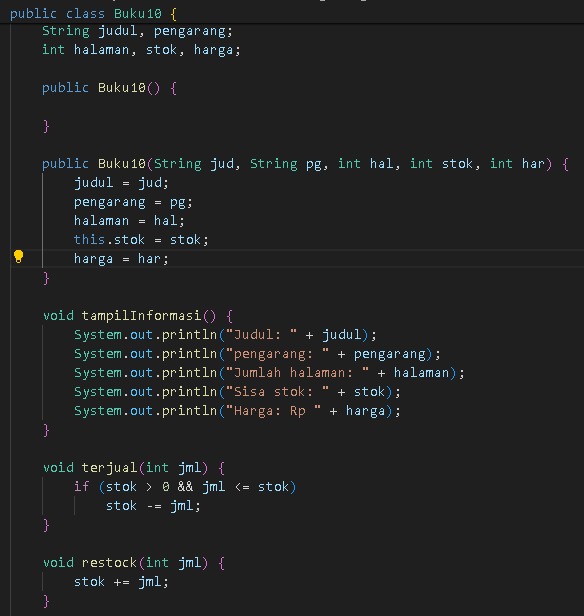 public class Buku10 {
String judul, pengarang;
int halaman, stok, harga;
public Buku10() {
}
public Buku10(String jud, String pg, int hal, int stok, int har) {
judul = jud;
pengarang = pg;
halaman = hal;
this.stok = stok;
harga = har;
}
void tampilInformasi() {
System.out.println("Judul: " + judul);
System.out.println("pengarang: " + pengarang);
System.out.println("Jumlah halaman: " + halaman);
System.out.println("Sisa stok: " + stok);
System.out.println("Harga: Rp " + harga);
}
void terjual(int jml) {
if (stok > 0 && jml <= stok)
stok -= jml;
}
void restock(int jml) {
stok += jml;
}